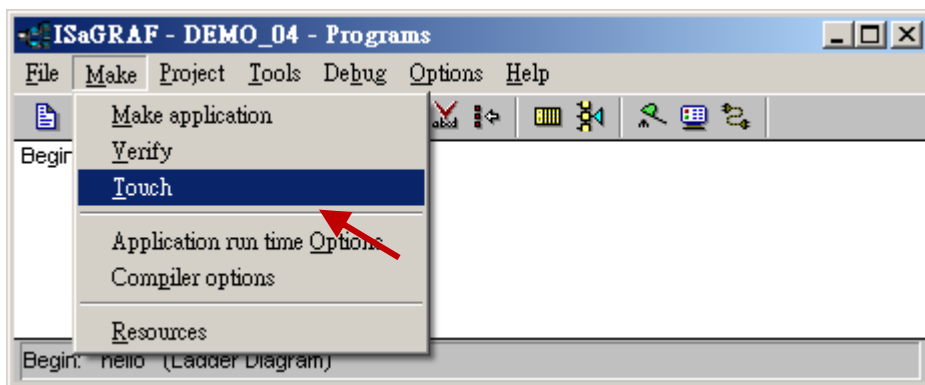 ISaGRAF - DEMO_04 - Programs
File Make Project Tools Debug Options Help
Make application
Verify
Begin
Touch
Application run time Options
Compiler options
Resources
Begin: hello (Ladder Diagram)